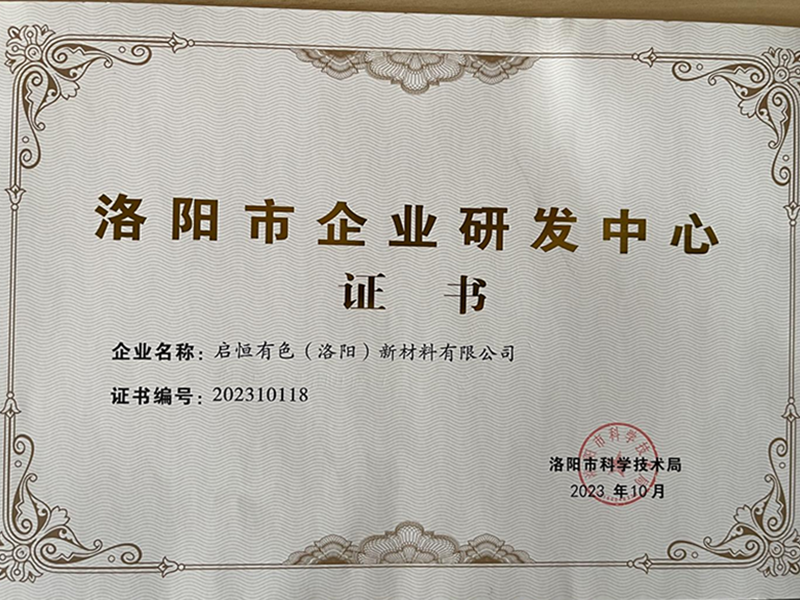 洛阳市企业研发中心
证书
企业名称：启恒有色（洛阳）新材料有限公司
证书编号：202310118
洛阳市科学技术局
2023 年10月